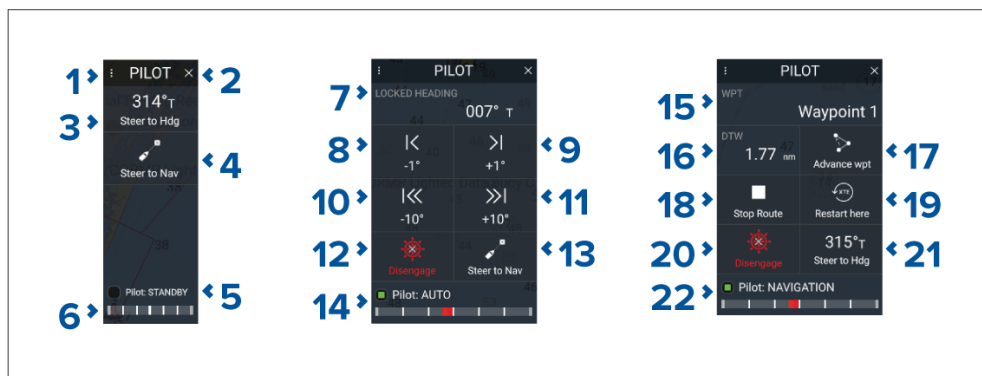 1 PILOT 2
314°T
3 Steer to Hdg
4
Steer to Nav
5
Pilot: STANDBY
6
PILOT
7 LOCKED HEADING
007° T
8 9
-1° +1°
10 11
-10° +10°
12 13
Disengage Steer to Nav
14 Pilot: AUTO
PILOT
WPT
15 Waypoint 1
DTW
16 1.77 nm 17
Advance wpt
18 XTE 19
Stop Route Restart here
20 315°T 21
Disengage Steer to Hdg
22 Pilot: NAVIGATION